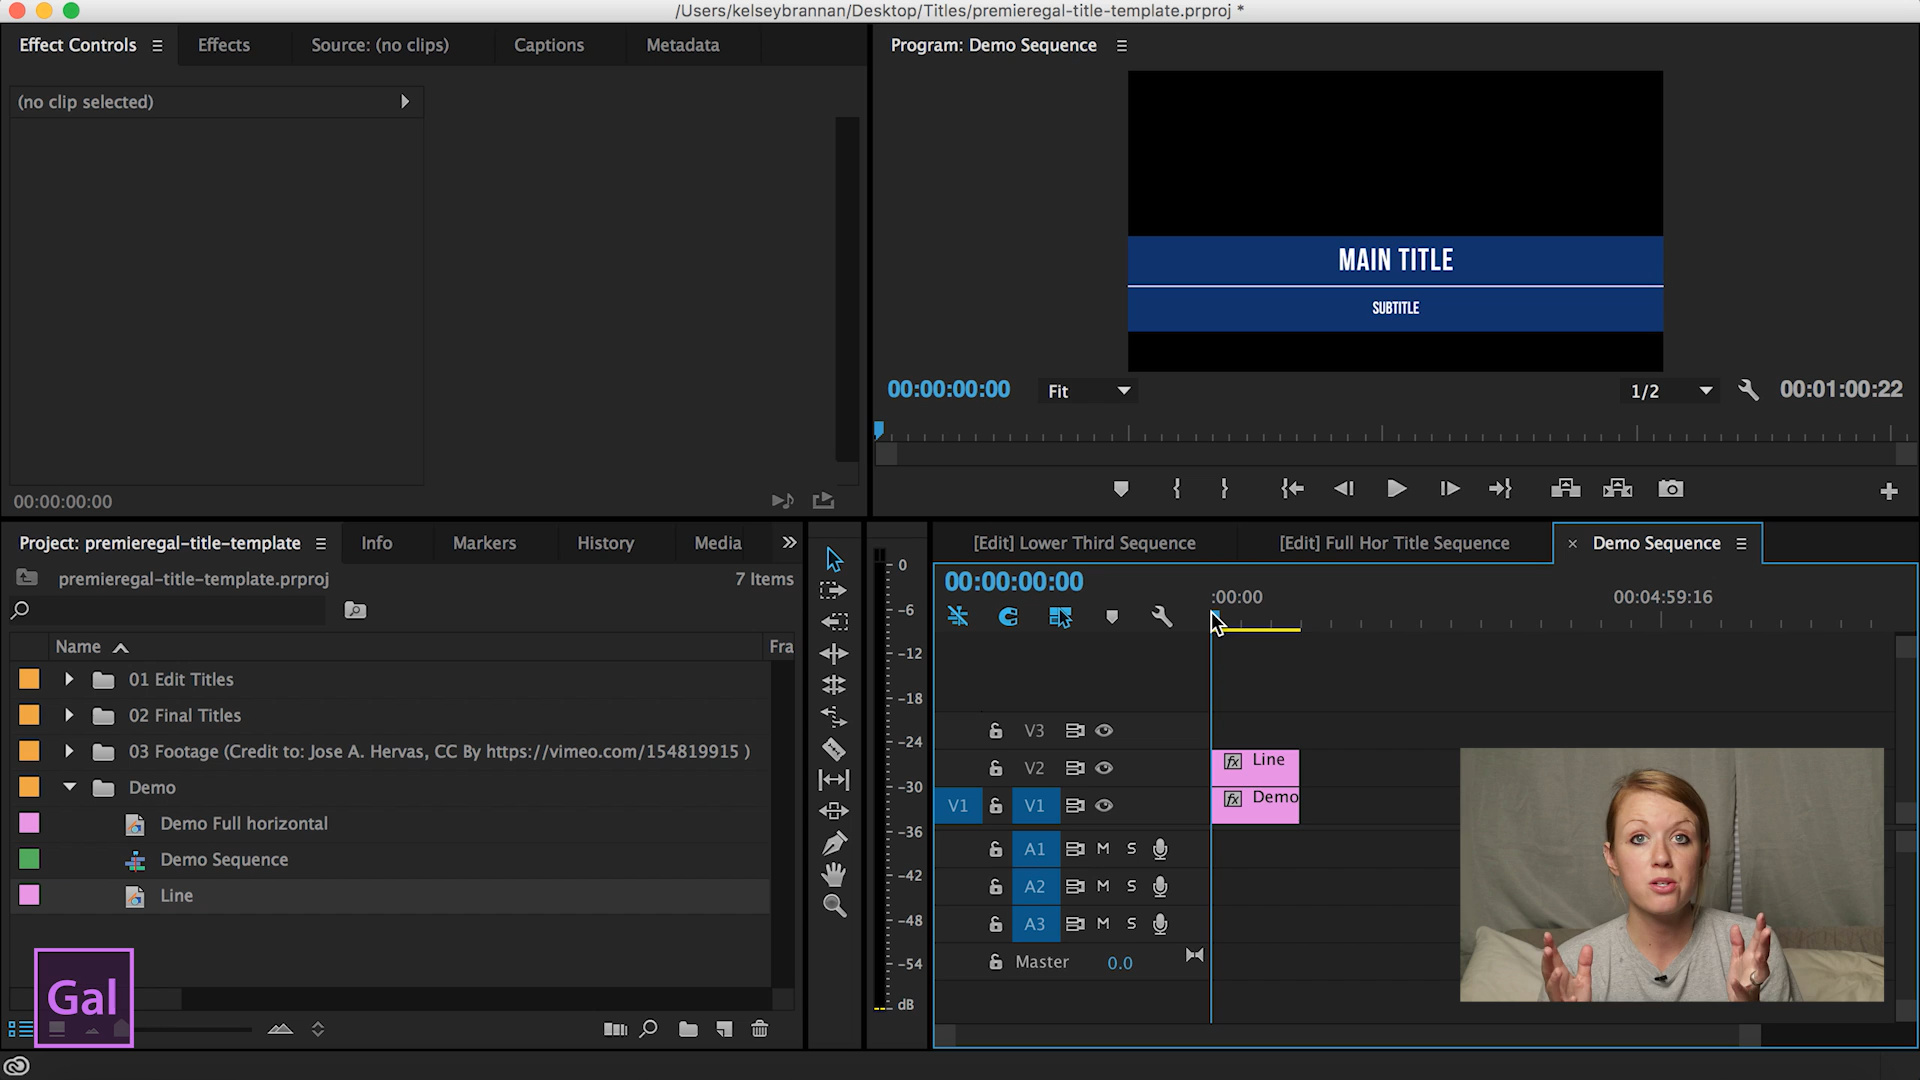 /Users/kelseybrannan/Desktop/Titles/premieregal-title-template.prproj *
Effect Controls
Effects
Source: (no clips)
Captions
Metadata
(no clip selected)
00:00:00:00
Program: Demo Sequence
MAIN TITLE
SUBTITLE
00:00:00:00
Fit
1/2
00:01:00:22
Project: premieregal-title-template
Info
Markers
History
Media
premieregal-title-template.prproj
7 Items
Name
Fra
01 Edit Titles
02 Final Titles
03 Footage (Credit to: Jose A. Hervas, CC By https://vimeo.com/154819915 )
Demo
Demo Full horizontal
Demo Sequence
Line
Gal
0
-6
-12
-18
-24
-30
-36
-42
-48
-54
dB
[Edit] Lower Third Sequence
[Edit] Full Hor Title Sequence
Demo Sequence
00:00:00:00
:00:00
00:04:59:16
V3
V2
fx Line
V1 V1
fx Demo
A1 M S
A2 M S
A3 M S
Master 0.0